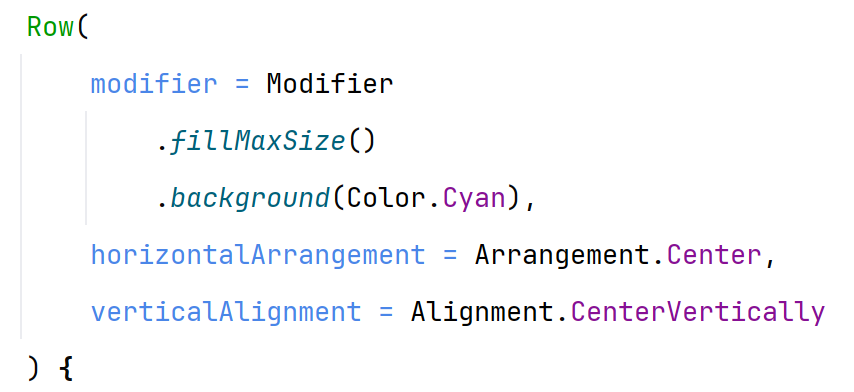 Row(
    modifier = Modifier
        .fillMaxSize()
        .background(Color.Cyan),
    horizontalArrangement = Arrangement.Center,
    verticalAlignment = Alignment.CenterVertically
) {